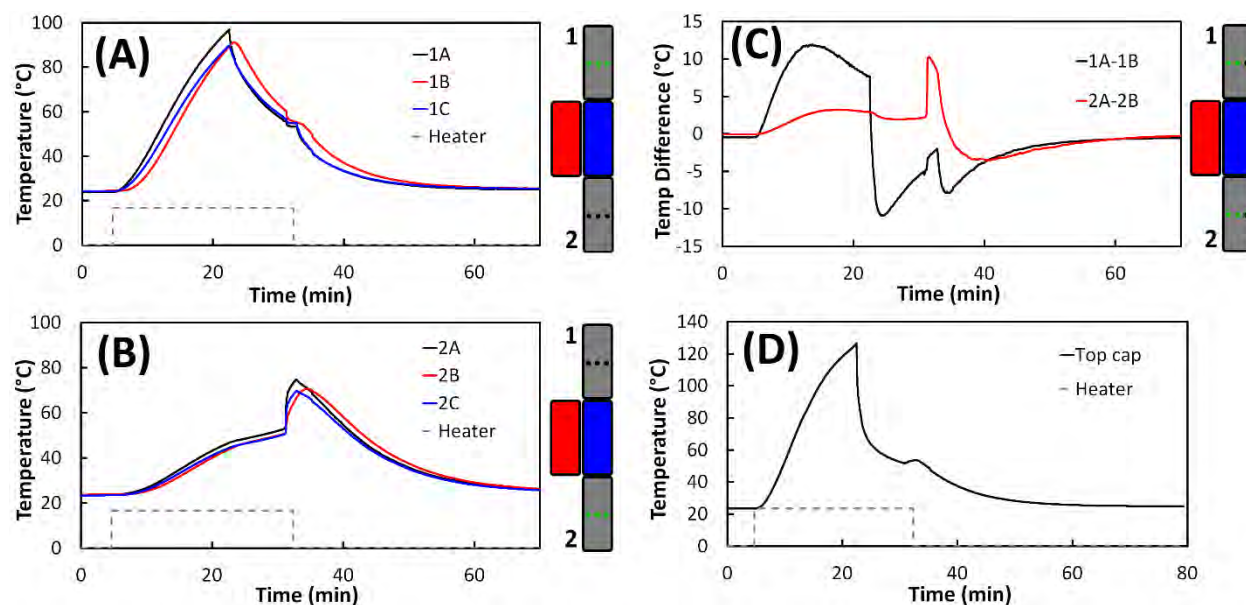 (A)
Temperature (°C)
100
80
60
40
20
0
1A
1B
1C
Heater
0 20 40 60
Time (min)
1
2
(C)
Temp Difference (°C)
15
10
5
0
-5
-10
-15
1A-1B
2A-2B
0 20 40 60
Time (min)
1
2
(B)
Temperature (°C)
100
80
60
40
20
0
2A
2B
2C
Heater
0 20 40 60
Time (min)
1
2
(D)
Temperature (°C)
140
120
100
80
60
40
20
0
Top cap
Heater
0 20 40 60 80
Time (min)